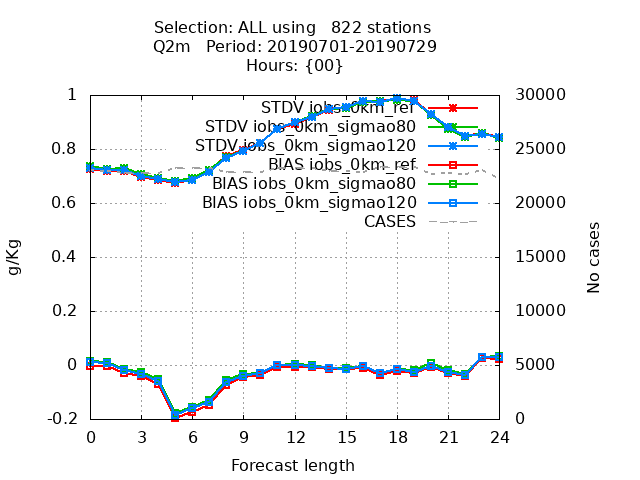 Selection: ALL using   822 stations
Q2m   Period: 20190701-20190729
Hours: {00}
1
0.8
0.6
0.4
0.2
0
-0.2
g/Kg
STDV iobs_0km_ref
STDV iobs_0km_sigmao80
STDV iobs_0km_sigmao120
BIAS iobs_0km_ref
BIAS iobs_0km_sigmao80
BIAS iobs_0km_sigmao120
CASES
30000
25000
20000
15000
10000
5000
0
No cases
0 3 6 9 12 15 18 21 24
Forecast length